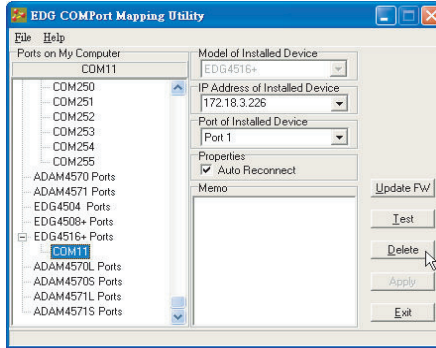 EDG COMPort Mapping Utility
File Help
Ports on My Computer
COM11
COM250
COM251
COM252
COM253
COM254
COM255
ADAM4570 Ports
ADAM4571 Ports
EDG4504 Ports
EDG4508+ Ports
EDG4516+ Ports
COM11
ADAM4570L Ports
ADAM4570S Ports
ADAM4571L Ports
ADAM4571S Ports
Model of Installed Device
EDG4516+
IP Address of Installed Device
172.18.3.226
Port of Installed Device
Port 1
Properties
Auto Reconnect
Memo
Update FW
Test
Delete
Apply
Exit